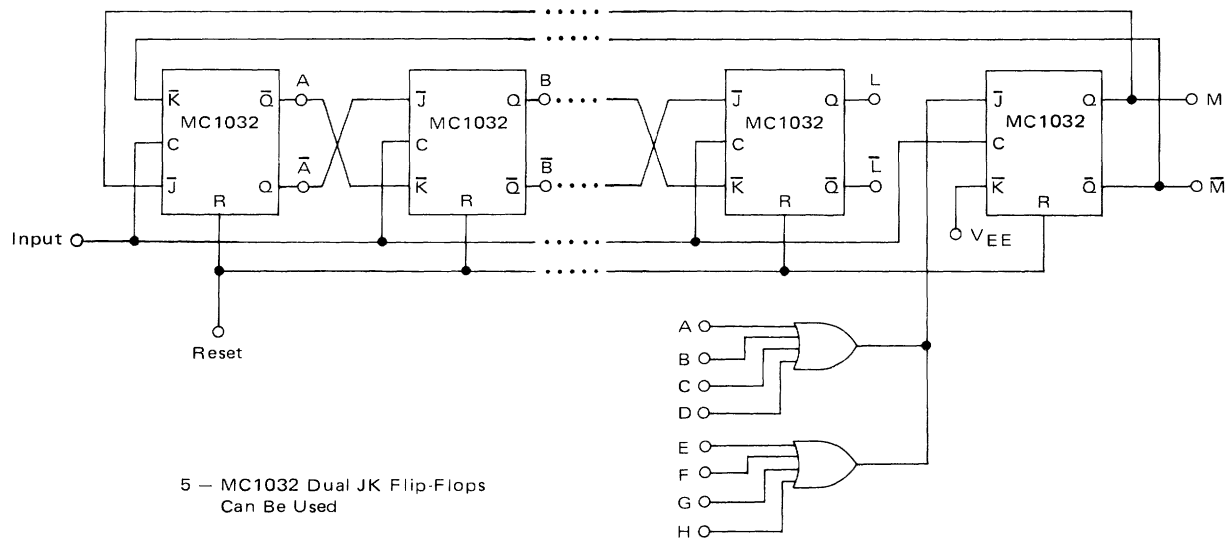 A B L
K̅ Q̅ J̅ Q J̅ Q J̅ Q M
MC1032 MC1032 MC1032 MC1032
C C C C
A̅ B̅ L̅
J̅ Q K̅ Q̅ K̅ Q̅ K̅ Q̅ M̅
R R R R
Input
VEE
Reset
A
B
C
D
E
F
G
H
5 – MC1032 Dual JK Flip-Flops
Can Be Used